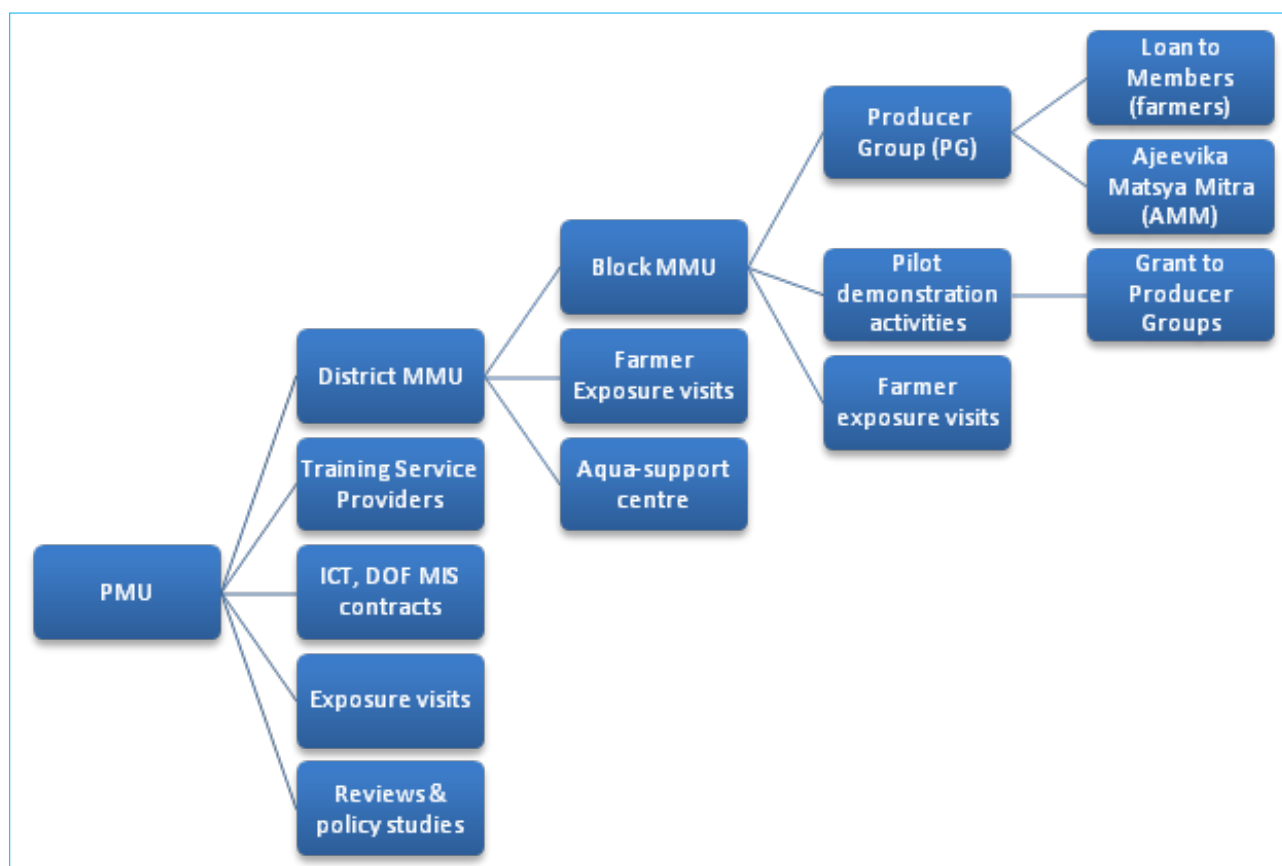 PMU
District MMU
Training Service
Providers
ICT, DOF MIS
contracts
Exposure visits
Reviews &
policy studies
Block MMU
Farmer
Exposure visits
Aqua-support
centre
Producer
Group (PG)
Pilot
demonstration
activities
Farmer
exposure visits
Loan to
Members
(farmers)
Ajeevika
Matsya Mitra
(AMM)
Grant to
Producer
Groups